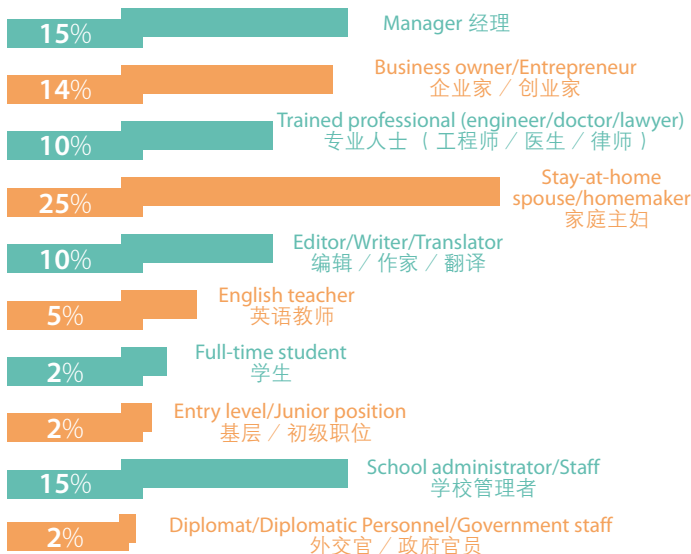 15%
Manager 经理
14%
Business owner/Entrepreneur
企业家 / 创业家
10%
Trained professional (engineer/doctor/lawyer)
专业人士 （ 工程师 / 医生 / 律师 ）
25%
Stay-at-home
spouse/homemaker
家庭主妇
10%
Editor/Writer/Translator
编辑 / 作家 / 翻译
5%
English teacher
英语教师
2%
Full-time student
学生
2%
Entry level/Junior position
基层 / 初级职位
15%
School administrator/Staff
学校管理者
2%
Diplomat/Diplomatic Personnel/Government staff
外交官 / 政府官员